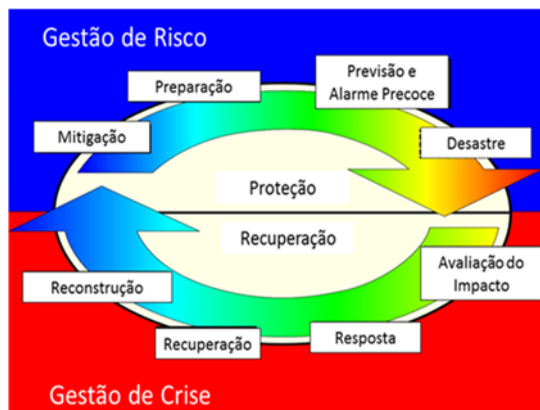 Gestão de Risco
Preparação
Previsão e
Alarme Precoce
Mitigação
Desastre
Proteção
Recuperação
Reconstrução
Avaliação do
Impacto
Recuperação
Resposta
Gestão de Crise